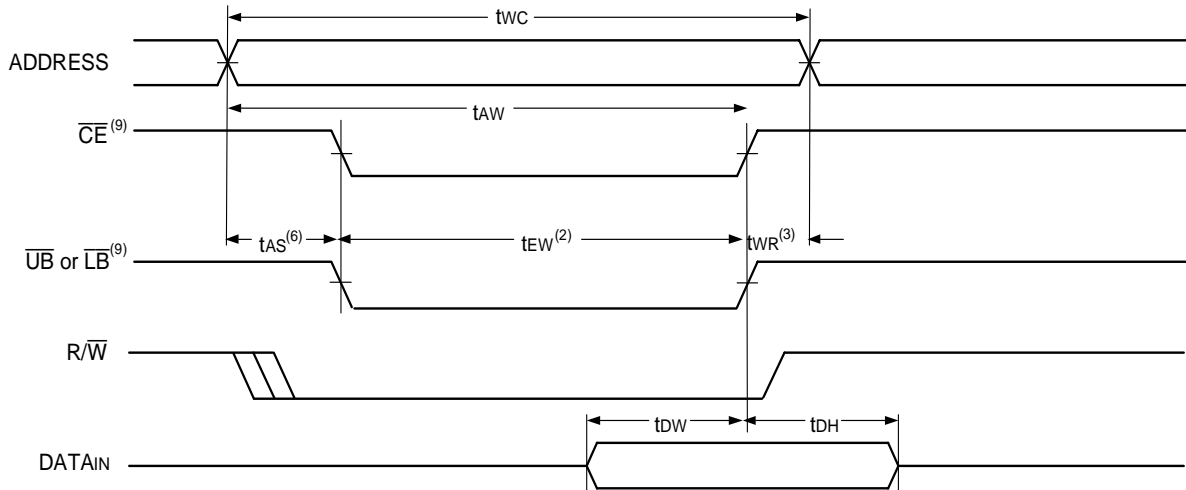 tWC
ADDRESS
tAW
CE(9)
tAS(6) tEW(2) tWR(3)
UB or LB(9)
R/W
tDW tDH
DATAIN